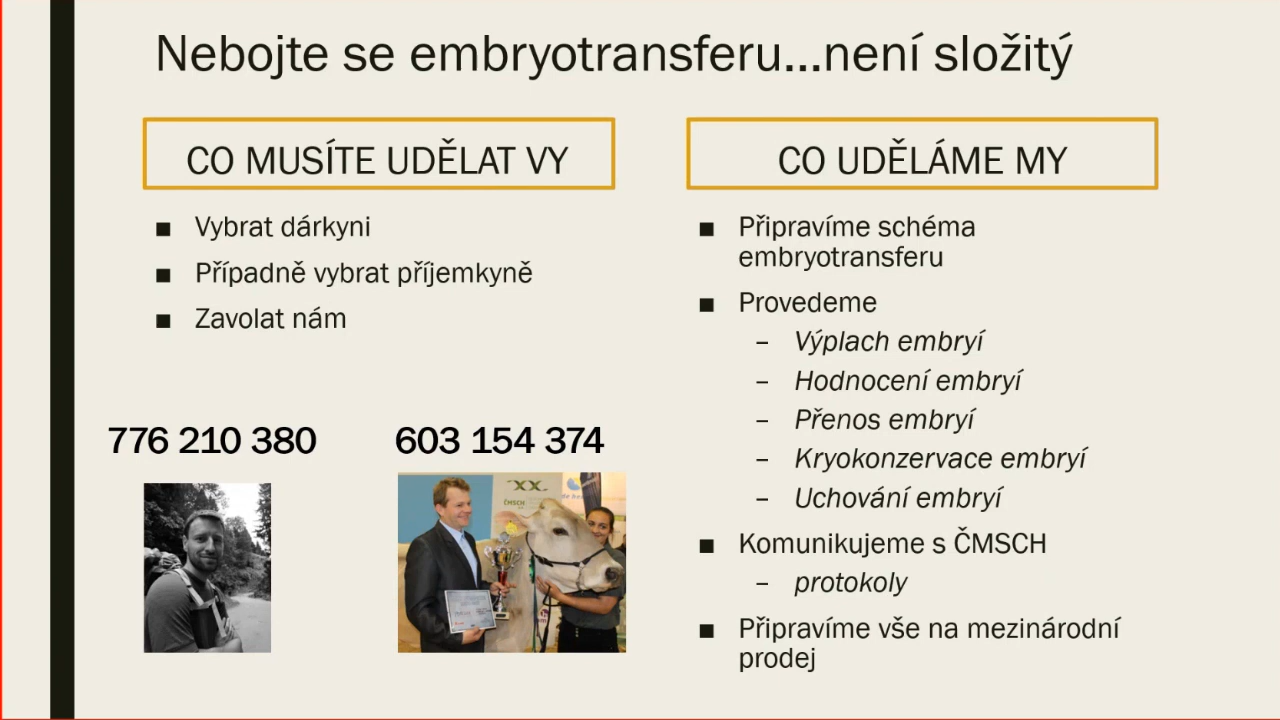 Nebojte se embryotransferu...není složitý
CO MUSÍTE UDĚLAT VY
■ Vybrat dárkyni
■ Případně vybrat příjemkyně
■ Zavolat nám
776 210 380
603 154 374
XX
ČMSCH
CO UDĚLÁME MY
■ Připravíme schéma
embryotransferu
■ Provedeme
– Výplach embryí
– Hodnocení embryí
– Přenos embryí
– Kryokonzervace embryí
– Uchování embryí
■ Komunikujeme s ČMSCH
– protokoly
■ Připravíme vše na mezinárodní
prodej